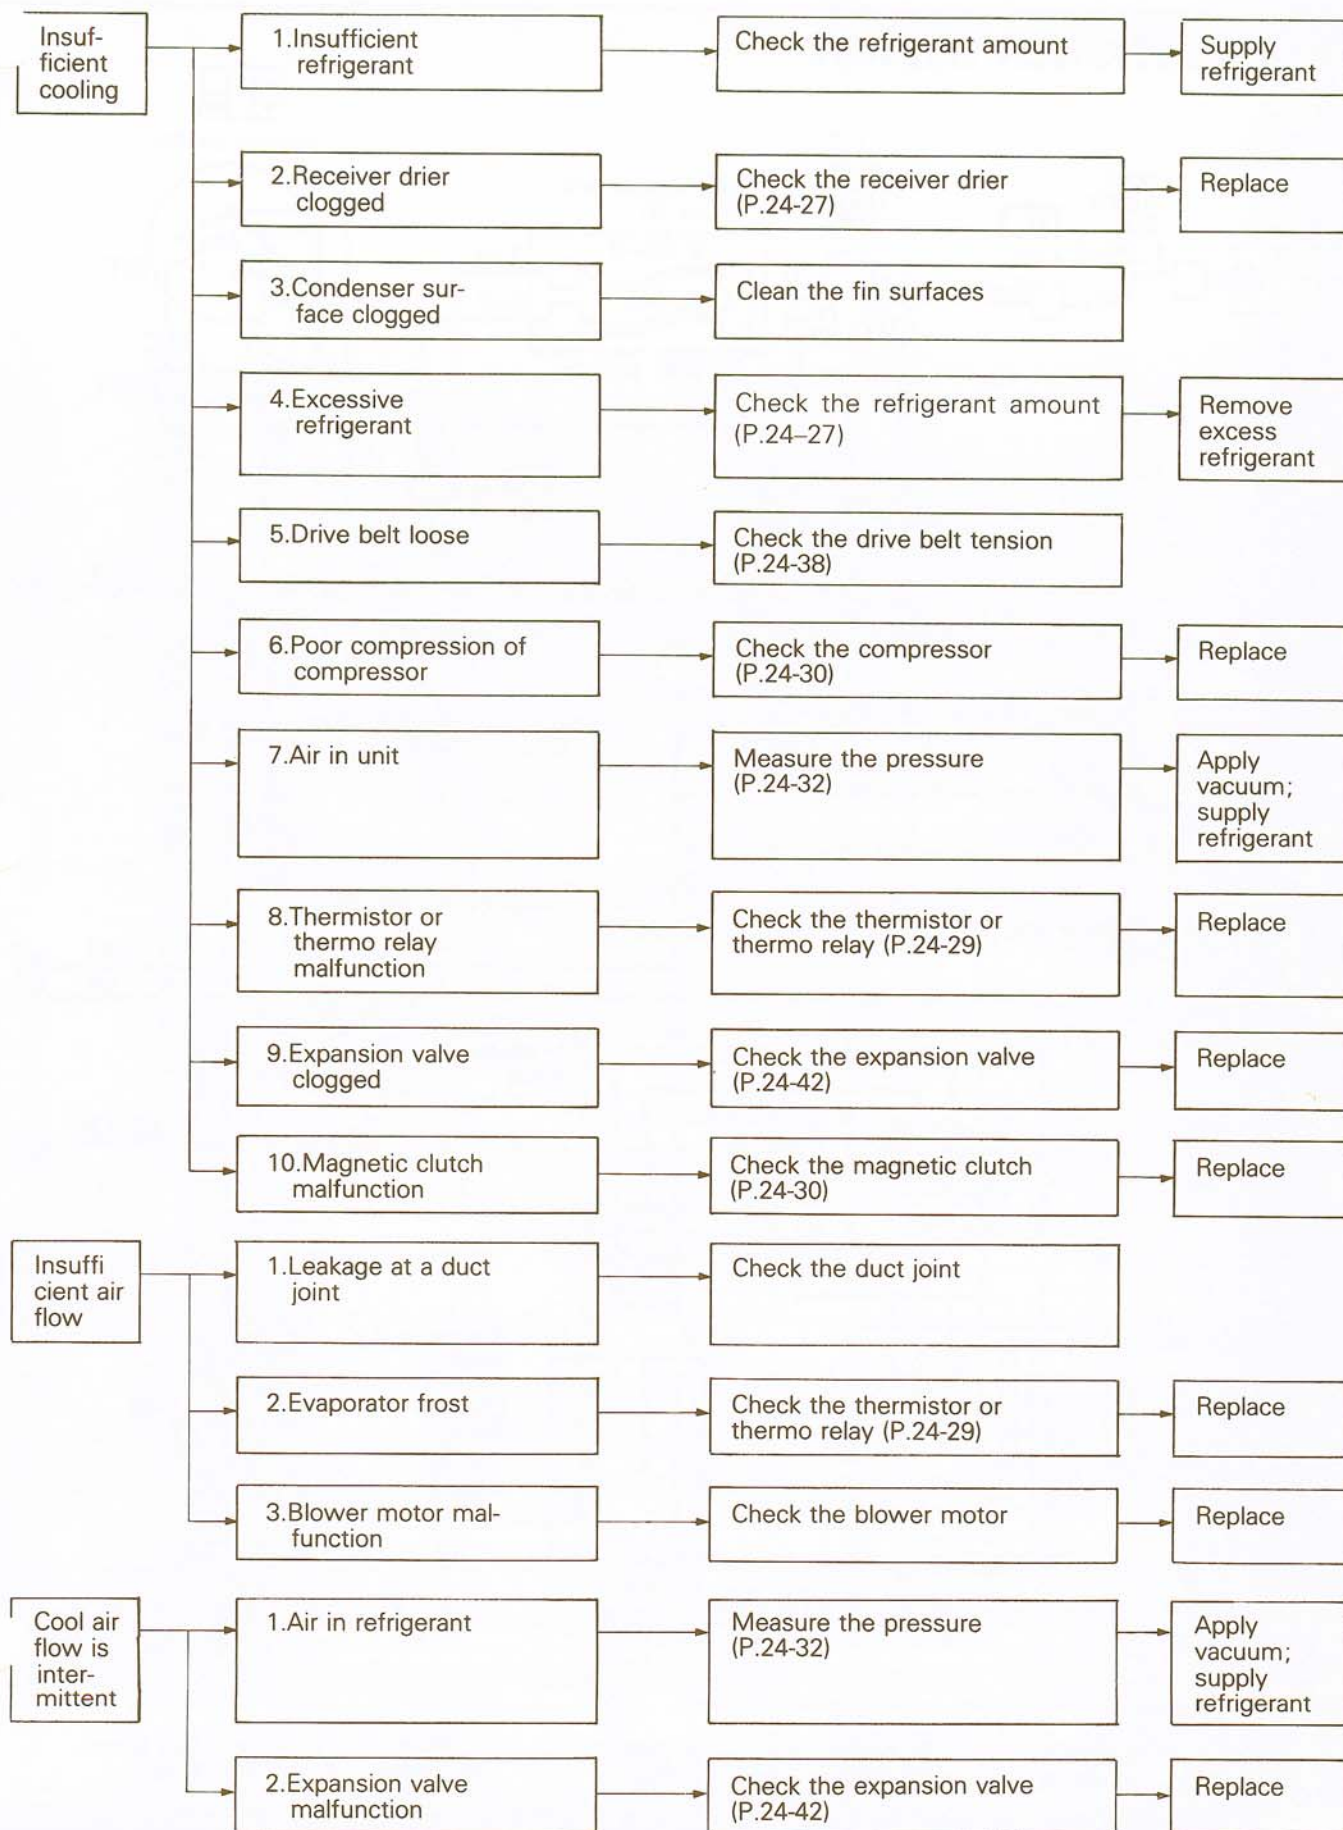 Insuf-
ficient
cooling
1.Insufficient
refrigerant
Check the refrigerant amount
Supply
refrigerant
2.Receiver drier
clogged
Check the receiver drier
(P.24-27)
Replace
3.Condenser sur-
face clogged
Clean the fin surfaces
4.Excessive
refrigerant
Check the refrigerant amount
(P.24–27)
Remove
excess
refrigerant
5.Drive belt loose
Check the drive belt tension
(P.24-38)
6.Poor compression of
compressor
Check the compressor
(P.24-30)
Replace
7.Air in unit
Measure the pressure
(P.24-32)
Apply
vacuum;
supply
refrigerant
8.Thermistor or
thermo relay
malfunction
Check the thermistor or
thermo relay (P.24-29)
Replace
9.Expansion valve
clogged
Check the expansion valve
(P.24-42)
Replace
10.Magnetic clutch
malfunction
Check the magnetic clutch
(P.24-30)
Replace
Insuffi
cient air
flow
1.Leakage at a duct
joint
Check the duct joint
2.Evaporator frost
Check the thermistor or
thermo relay (P.24-29)
Replace
3.Blower motor mal-
function
Check the blower motor
Replace
Cool air
flow is
inter-
mittent
1.Air in refrigerant
Measure the pressure
(P.24-32)
Apply
vacuum;
supply
refrigerant
2.Expansion valve
malfunction
Check the expansion valve
(P.24-42)
Replace